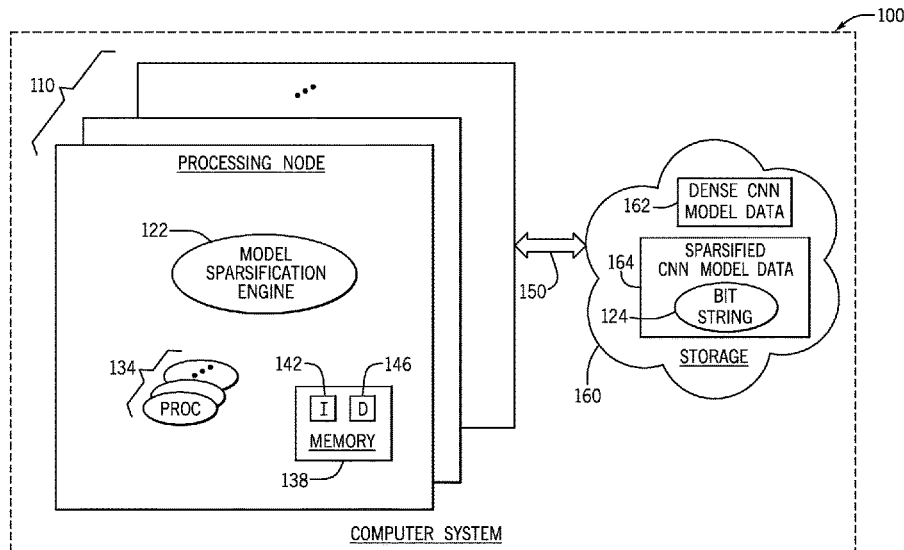 100
110
PROCESSING NODE
122
MODEL
SPARSIFICATION
ENGINE
134
PROC
142
146
I
D
MEMORY
138
150
162
DENSE CNN
MODEL DATA
164
SPARSIFIED
CNN MODEL DATA
124
BIT
STRING
STORAGE
160
COMPUTER SYSTEM